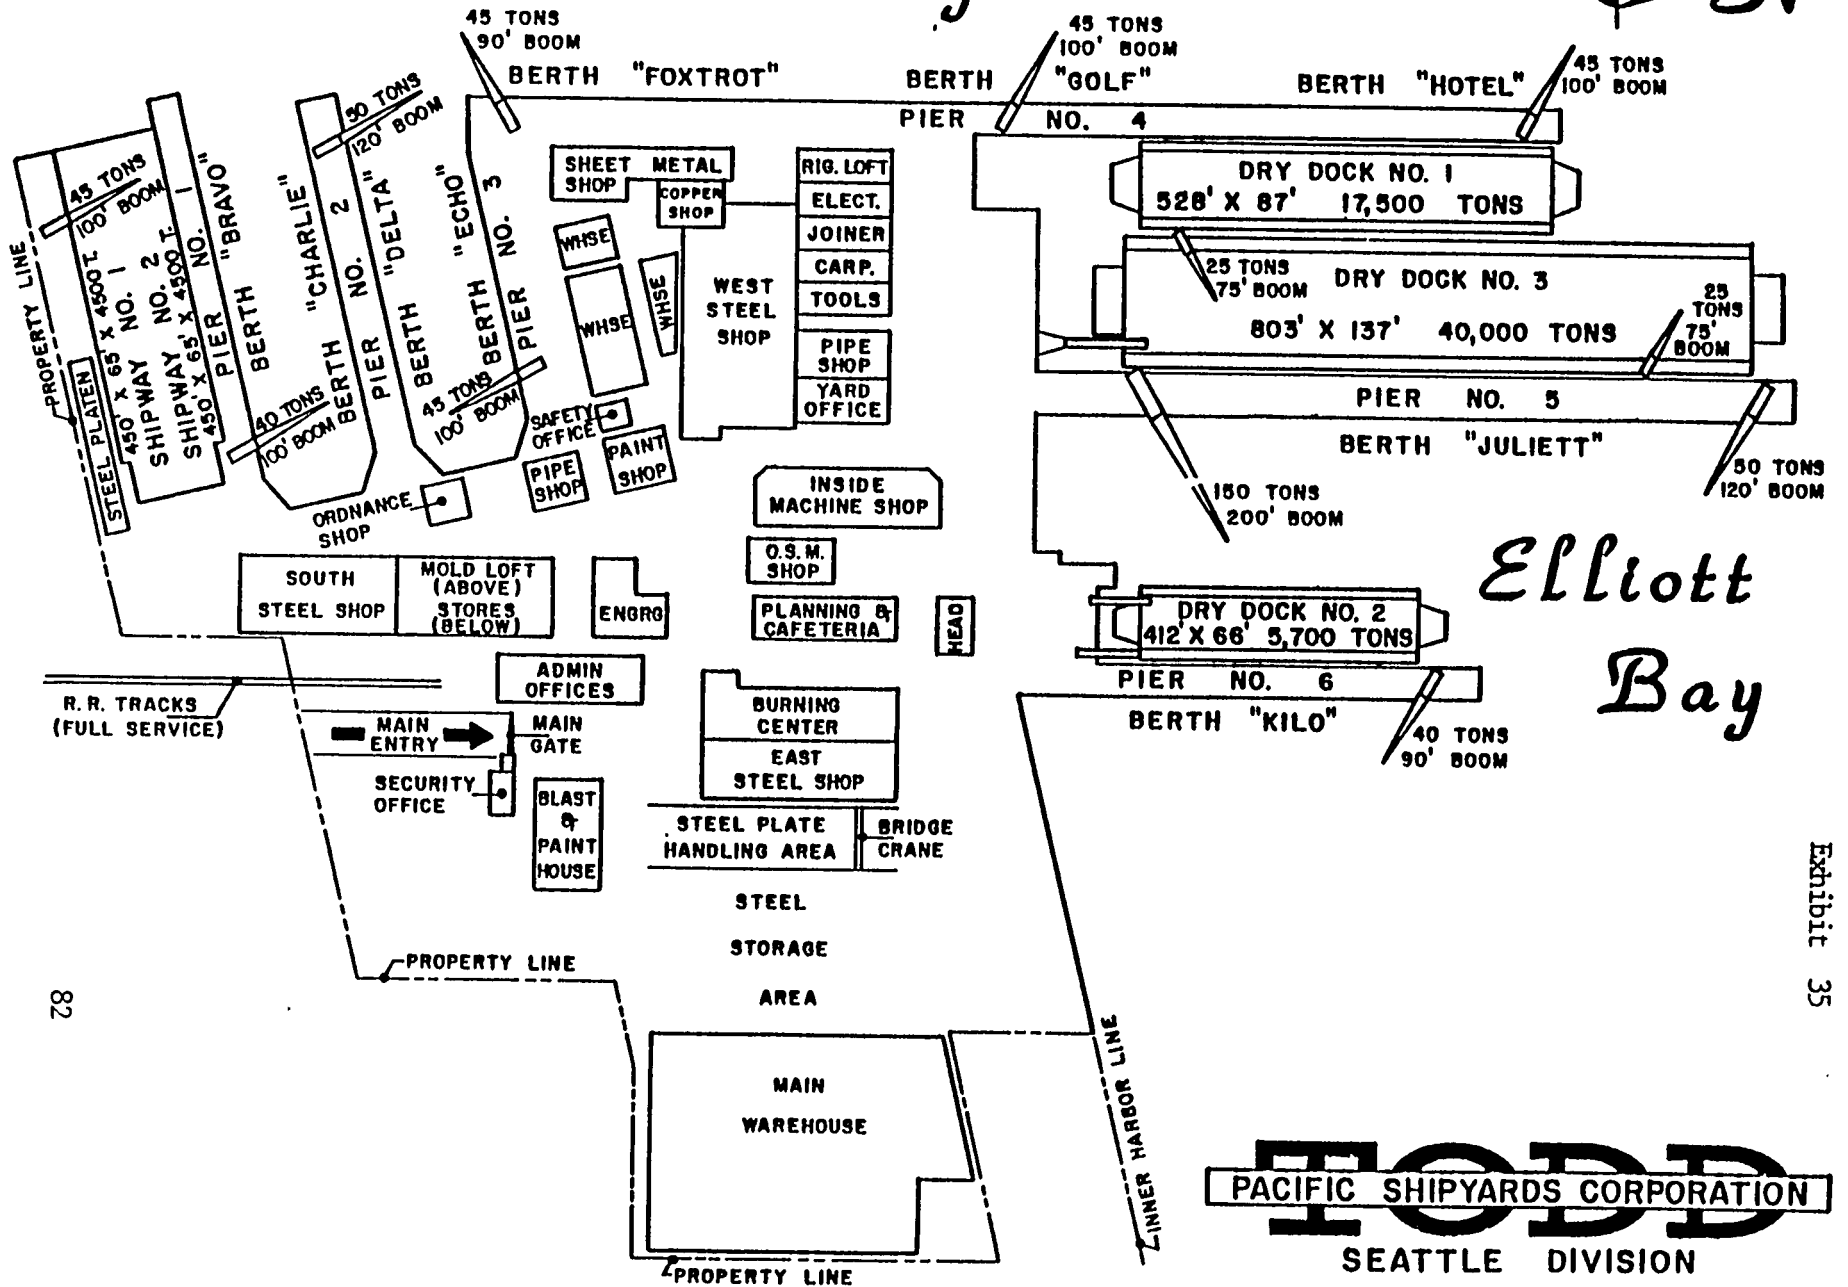 45 TONS
90' BOOM
45 TONS
100' BOOM
45 TONS
100' BOOM
BERTH "FOXTROT"
BERTH "GOLF"
BERTH "HOTEL"
PIER NO. 4
50 TONS
120' BOOM
45 TONS
100' BOOM
PROPERTY LINE
STEEL PLATEN
450' X 65' X 4500 T.
SHIPWAY NO. 1
SHIPWAY NO. 2
450' X 65' X 4500 T.
PIER NO. 1
BERTH "BRAVO"
40 TONS
100' BOOM
BERTH "CHARLIE"
PIER NO. 2
BERTH "DELTA"
45 TONS
100' BOOM
BERTH "ECHO"
PIER NO. 3
SHEET METAL
SHOP
COPPER
SHOP
RIG. LOFT
ELECT.
JOINER
CARP.
TOOLS
PIPE
SHOP
YARD
OFFICE
WHSE
WHSE
WHSE
WEST
STEEL
SHOP
SAFETY
OFFICE
PAINT
SHOP
PIPE
SHOP
ORDNANCE
SHOP
DRY DOCK NO. 1
528' X 87' 17,500 TONS
25 TONS
75' BOOM
DRY DOCK NO. 3
803' X 137' 40,000 TONS
25
TONS
75'
BOOM
PIER NO. 5
BERTH "JULIETT"
150 TONS
200' BOOM
50 TONS
120' BOOM
INSIDE
MACHINE SHOP
O.S.M.
SHOP
PLANNING &
CAFETERIA
HEAD
SOUTH
STEEL SHOP
MOLD LOFT
(ABOVE)
STORES
(BELOW)
ENGRG
DRY DOCK NO. 2
412' X 66' 5,700 TONS
PIER NO. 6
BERTH "KILO"
40 TONS
90' BOOM
Elliott
Bay
ADMIN
OFFICES
R.R. TRACKS
(FULL SERVICE)
MAIN
ENTRY
MAIN
GATE
SECURITY
OFFICE
BLAST
&
PAINT
HOUSE
BURNING
CENTER
EAST
STEEL SHOP
STEEL PLATE
HANDLING AREA
BRIDGE
CRANE
STEEL
STORAGE
AREA
PROPERTY LINE
MAIN
WAREHOUSE
INNER HARBOR LINE
PROPERTY LINE
Exhibit 35
82
TODD
PACIFIC SHIPYARDS CORPORATION
SEATTLE DIVISION